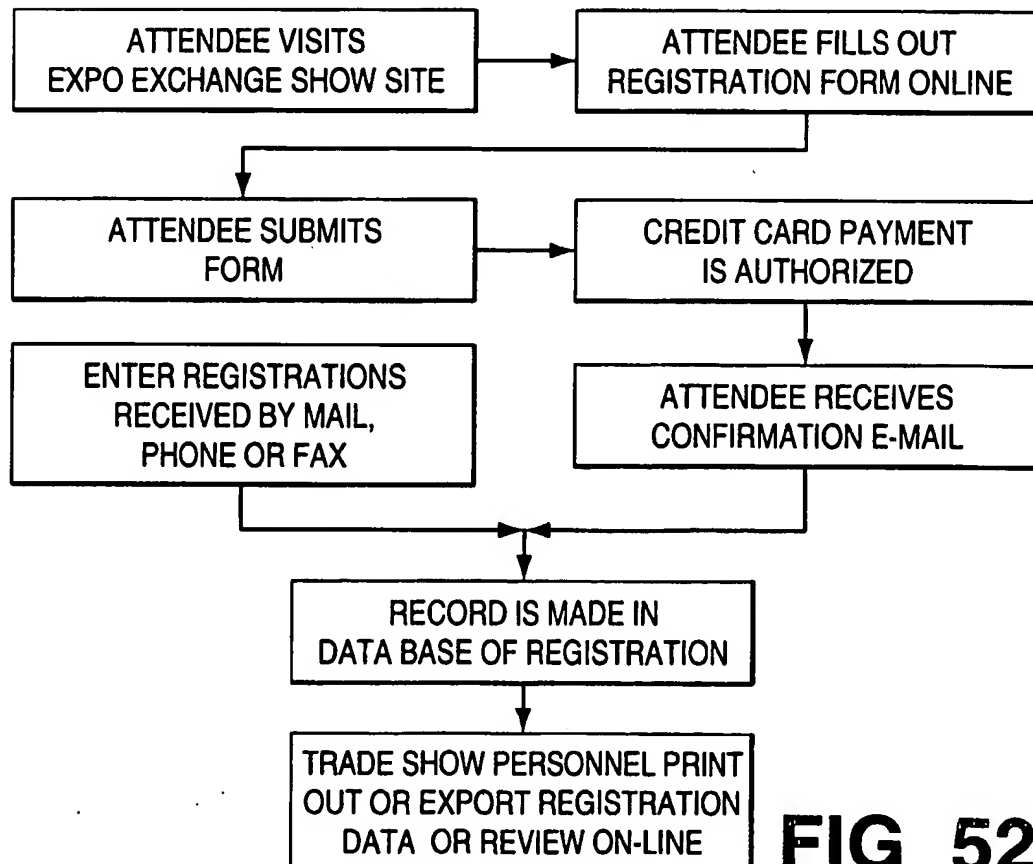 ATTENDEE VISITS
EXPO EXCHANGE SHOW SITE
ATTENDEE FILLS OUT
REGISTRATION FORM ONLINE
ATTENDEE SUBMITS
FORM
CREDIT CARD PAYMENT
IS AUTHORIZED
ENTER REGISTRATIONS
RECEIVED BY MAIL,
PHONE OR FAX
ATTENDEE RECEIVES
CONFIRMATION E-MAIL
RECORD IS MADE IN
DATA BASE OF REGISTRATION
TRADE SHOW PERSONNEL PRINT
OUT OR EXPORT REGISTRATION
DATA OR REVIEW ON-LINE
FIG 52